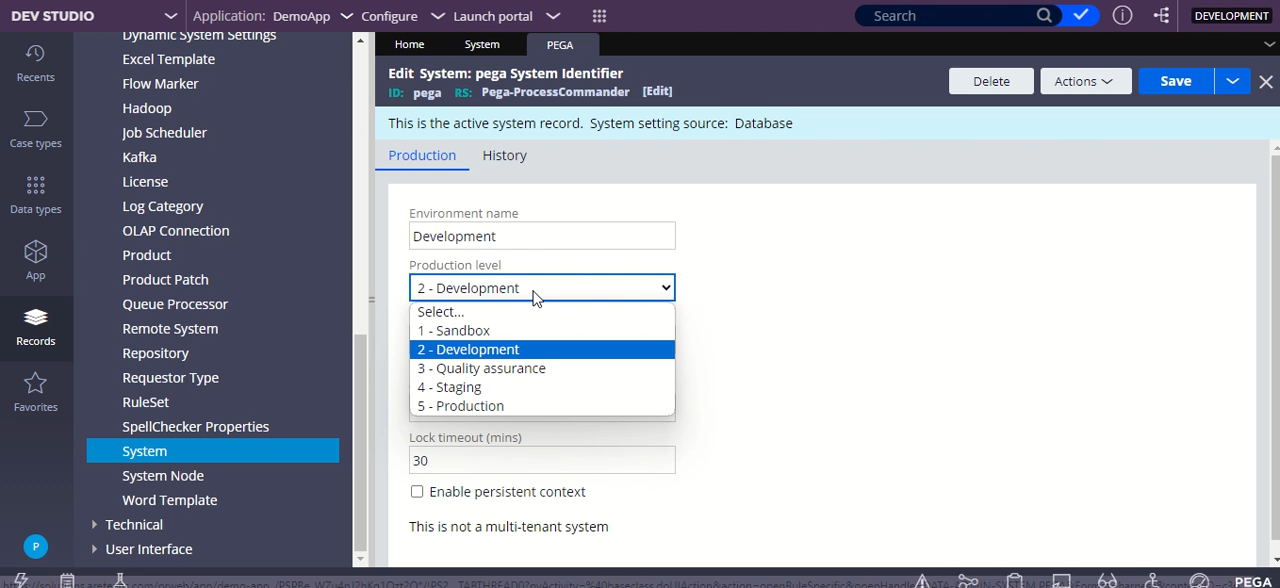 DEV STUDIO
Application: DemoApp
Configure
Launch portal
Search
DEVELOPMENT
Recents
Case types
Data types
App
Records
Favorites
P
Dynamic System Settings
Excel Template
Flow Marker
Hadoop
Job Scheduler
Kafka
License
Log Category
OLAP Connection
Product
Product Patch
Queue Processor
Remote System
Repository
Requestor Type
RuleSet
SpellChecker Properties
System
System Node
Word Template
Technical
User Interface
Home
System
PEGA
Edit System: pega System Identifier
ID: pega RS: Pega-ProcessCommander [Edit]
Delete
Actions
Save
This is the active system record. System setting source: Database
Production
History
Environment name
Development
Production level
2 - Development
Select...
1 - Sandbox
2 - Development
3 - Quality assurance
4 - Staging
5 - Production
Lock timeout (mins)
30
Enable persistent context
This is not a multi-tenant system
PEGA